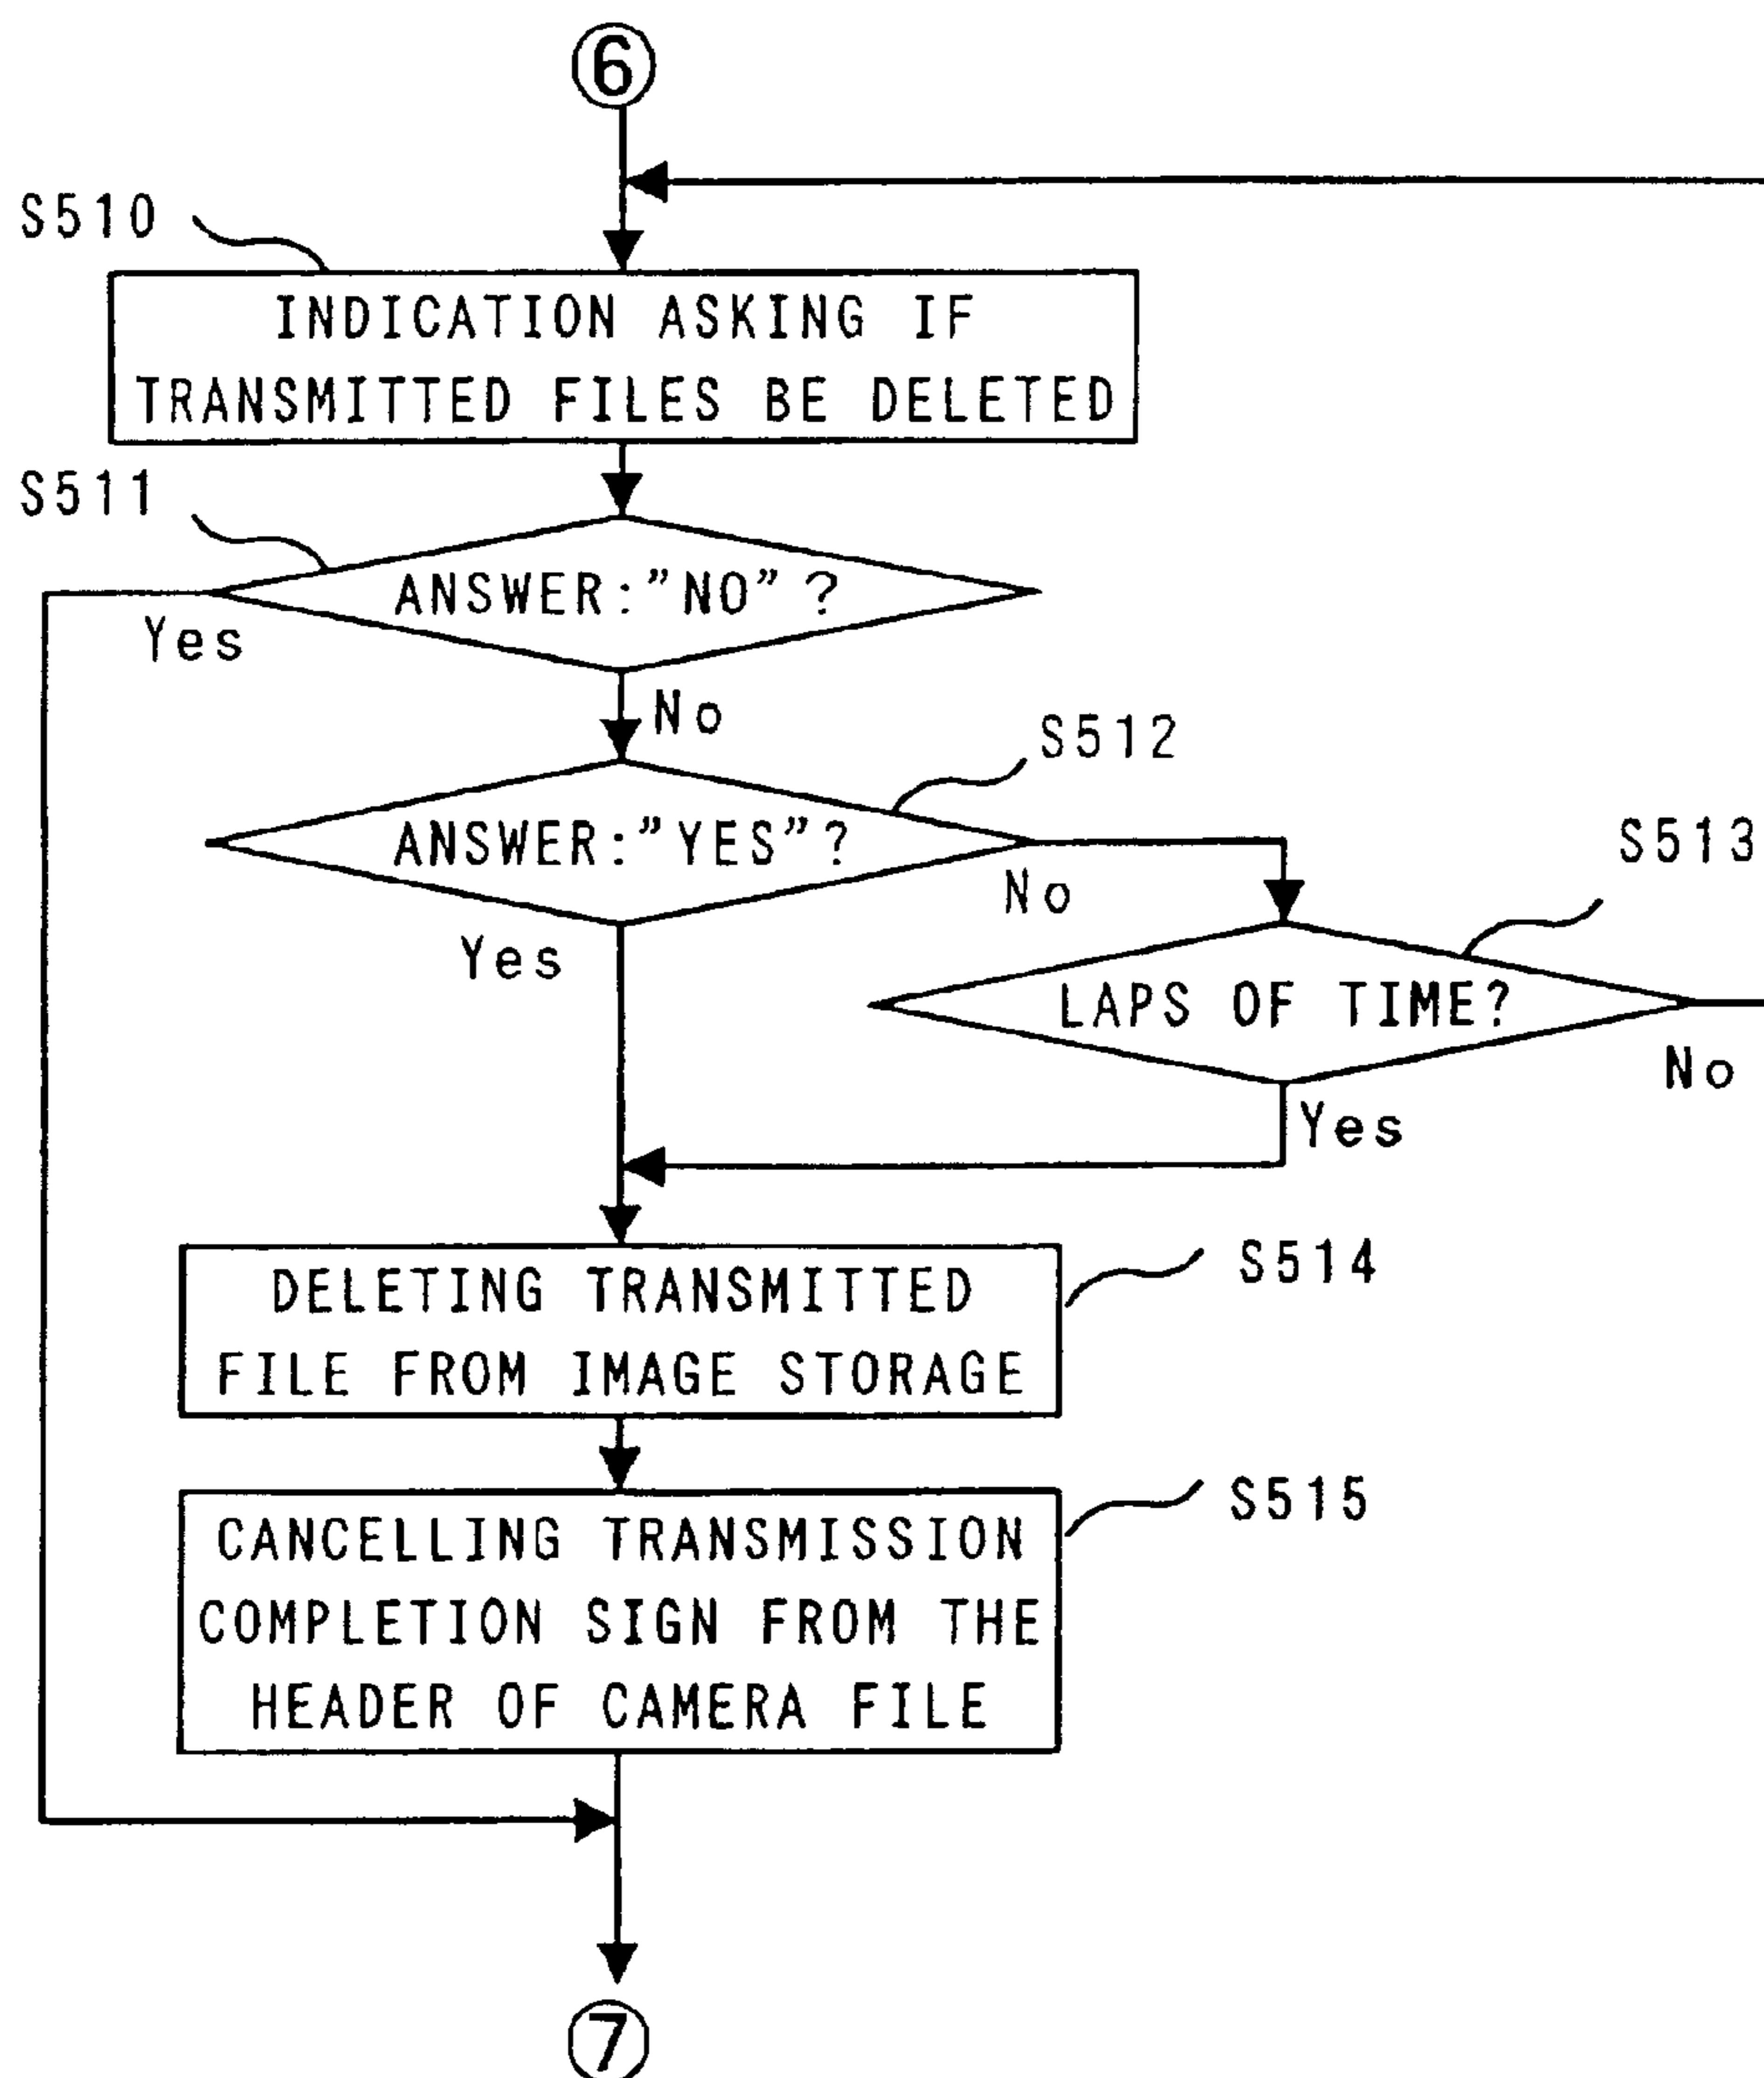 ⑥
S510
INDICATION ASKING IF
TRANSMITTED FILES BE DELETED
S511
ANSWER:"NO"?
Yes
No
S512
ANSWER:"YES"?
No
Yes
S513
LAPS OF TIME?
No
Yes
DELETING TRANSMITTED
FILE FROM IMAGE STORAGE
S514
CANCELLING TRANSMISSION
COMPLETION SIGN FROM THE
HEADER OF CAMERA FILE
S515
⑦